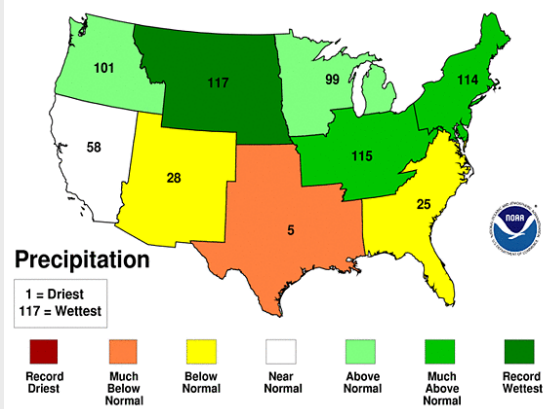 101
117
99
114
58
28
115
25
5
NOAA
Precipitation
1 = Driest
117 = Wettest
Record
Driest
Much
Below
Normal
Below
Normal
Near
Normal
Above
Normal
Much
Above
Normal
Record
Wettest